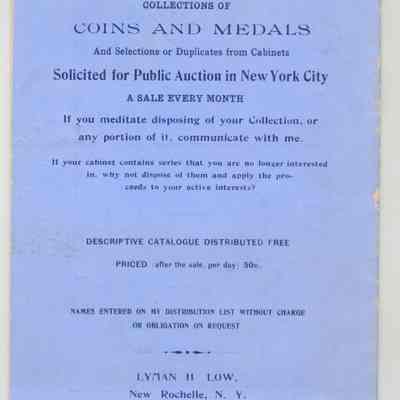 COLLECTIONS OF
COINS AND MEDALS
And Selections or Duplicates from Cabinets
Solicited for Public Auction in New York City
A SALE EVERY MONTH
If you meditate disposing of your Collection, or
any portion of it, communicate with me.
If your cabinet contains series that you are no longer interested
in, why not dispose of them and apply the pro-
ceeds to your active interests?
DESCRIPTIVE CATALOGUE DISTRIBUTED FREE
PRICED after the sale, per day, 50c.
NAMES ENTERED ON MY DISTRIBUTION LIST WITHOUT CHARGE
OR OBLIGATION ON REQUEST
LYMAN H LOW,
New Rochelle, N. Y.